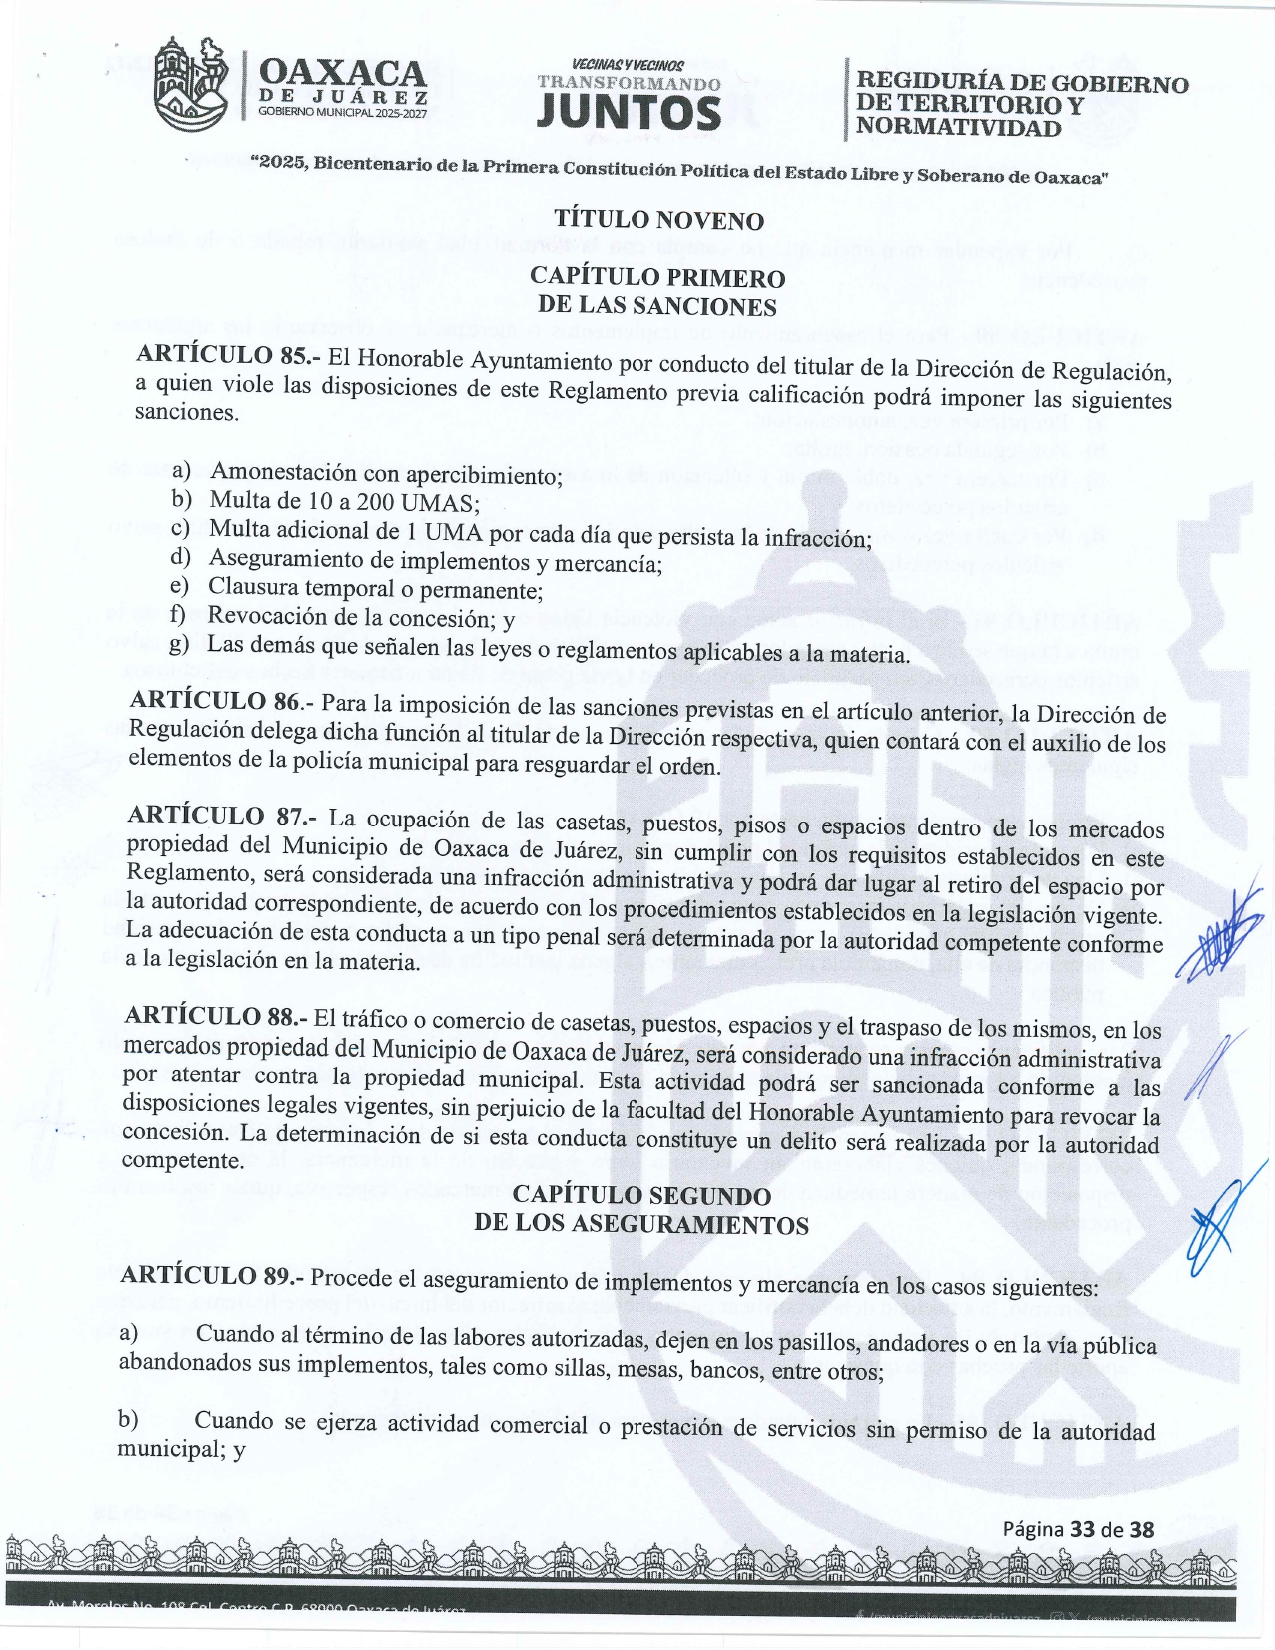 OAXACA
DE JUÁREZ
GOBIERNO MUNICIPAL 2025-2027
VECINAS Y VECINOS
TRANSFORMANDO
JUNTOS
REGIDURÍA DE GOBIERNO
DE TERRITORIO Y
NORMATIVIDAD
"2025, Bicentenario de la Primera Constitución Política del Estado Libre y Soberano de Oaxaca"
TÍTULO NOVENO
CAPÍTULO PRIMERO
DE LAS SANCIONES
ARTÍCULO 85.- El Honorable Ayuntamiento por conducto del titular de la Dirección de Regulación,
a quien viole las disposiciones de este Reglamento previa calificación podrá imponer las siguientes
sanciones.
a) Amonestación con apercibimiento;
b) Multa de 10 a 200 UMAS;
c) Multa adicional de 1 UMA por cada día que persista la infracción;
d) Aseguramiento de implementos y mercancía;
e) Clausura temporal o permanente;
f) Revocación de la concesión; y
g) Las demás que señalen las leyes o reglamentos aplicables a la materia.
ARTÍCULO 86.- Para la imposición de las sanciones previstas en el artículo anterior, la Dirección de
Regulación delega dicha función al titular de la Dirección respectiva, quien contará con el auxilio de los
elementos de la policía municipal para resguardar el orden.
ARTÍCULO 87.- La ocupación de las casetas, puestos, pisos o espacios dentro de los mercados
propiedad del Municipio de Oaxaca de Juárez, sin cumplir con los requisitos establecidos en este
Reglamento, será considerada una infracción administrativa y podrá dar lugar al retiro del espacio por
la autoridad correspondiente, de acuerdo con los procedimientos establecidos en la legislación vigente.
La adecuación de esta conducta a un tipo penal será determinada por la autoridad competente conforme
a la legislación en la materia.
ARTÍCULO 88.- El tráfico o comercio de casetas, puestos, espacios y el traspaso de los mismos, en los
mercados propiedad del Municipio de Oaxaca de Juárez, será considerado una infracción administrativa
por atentar contra la propiedad municipal. Esta actividad podrá ser sancionada conforme a las
disposiciones legales vigentes, sin perjuicio de la facultad del Honorable Ayuntamiento para revocar la
concesión. La determinación de si esta conducta constituye un delito será realizada por la autoridad
competente.
CAPÍTULO SEGUNDO
DE LOS ASEGURAMIENTOS
ARTÍCULO 89.- Procede el aseguramiento de implementos y mercancía en los casos siguientes:
a) Cuando al término de las labores autorizadas, dejen en los pasillos, andadores o en la vía pública
abandonados sus implementos, tales como sillas, mesas, bancos, entre otros;
b) Cuando se ejerza actividad comercial o prestación de servicios sin permiso de la autoridad
municipal; y
Página 33 de 38
Av. Morelos No. 108 Col. Centro C.P. 68000 Oaxaca de Juárez